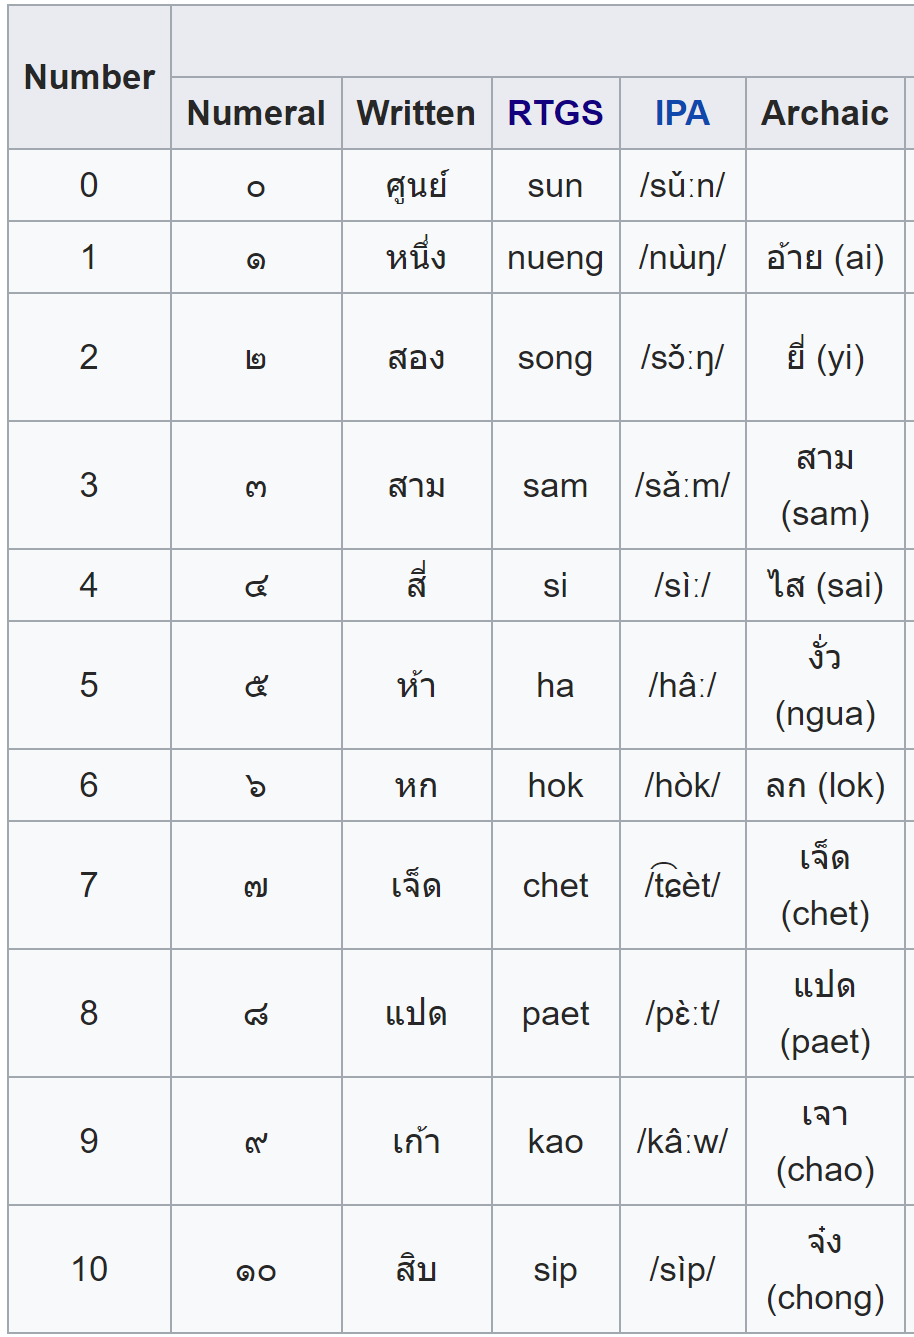 Number
Numeral Written RTGS IPA Archaic
0 ๐ ศูนย์ sun /sǔːn/
1 ๑ หนึ่ง nueng /nɯ̀ŋ/ อ้าย (ai)
2 ๒ สอง song /sɔ̌ːŋ/ ยี่ (yi)
3 ๓ สาม sam /sǎːm/ สาม
(sam)
4 ๔ สี่ si /sìː/ ไส (sai)
5 ๕ ห้า ha /hâː/ งั่ว
(ngua)
6 ๖ หก hok /hòk/ ลก (lok)
7 ๗ เจ็ด chet /t͡ɕèt/ เจ็ด
(chet)
8 ๘ แปด paet /pɛ̀ːt/ แปด
(paet)
9 ๙ เก้า kao /kâːw/ เจา
(chao)
10 ๑๐ สิบ sip /sìp/ จ๋ง
(chong)